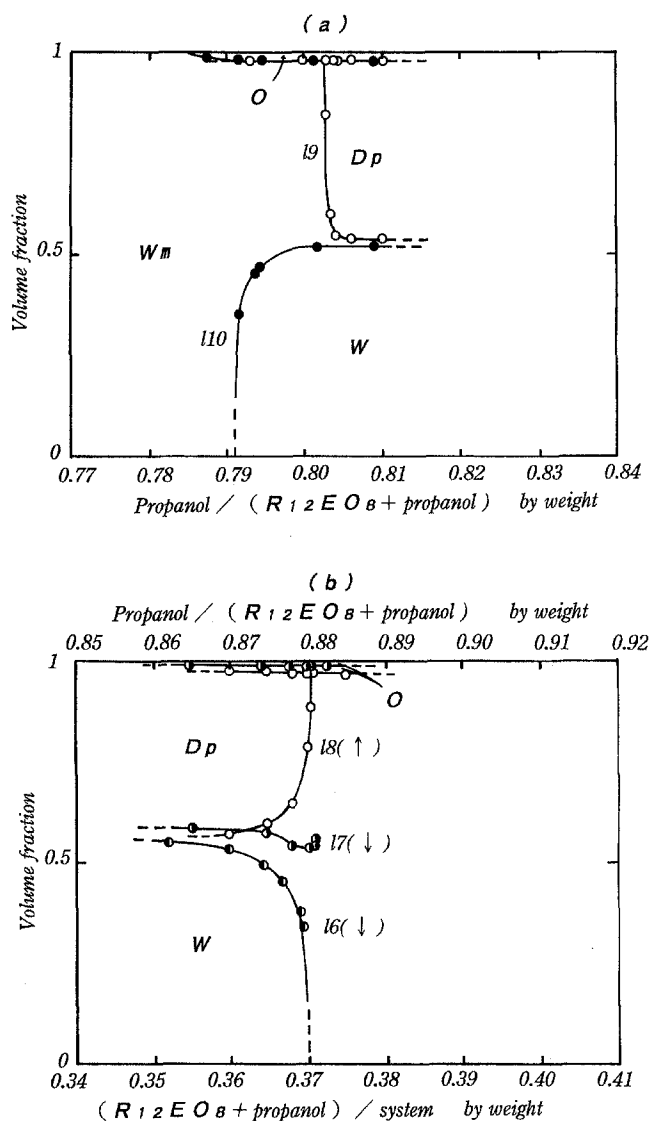 (a)
1
O
l9
Dp
0.5
Wm
l10
W
Volume fraction
0
0.77 0.78 0.79 0.80 0.81 0.82 0.83 0.84
Propanol / (R12EO8 + propanol) by weight
(b)
Propanol / (R12EO8 + propanol) by weight
0.85 0.86 0.87 0.88 0.89 0.90 0.91 0.92
1
O
Dp
l8(↑)
l7(↓)
0.5
l6(↓)
W
Volume fraction
0
0.34 0.35 0.36 0.37 0.38 0.39 0.40 0.41
(R12EO8 + propanol) / system by weight